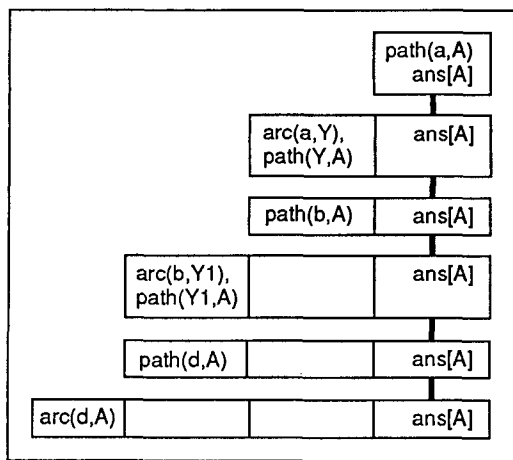 path(a,A)
ans[A]
arc(a,Y),
path(Y,A)
ans[A]
path(b,A)
ans[A]
arc(b,Y1),
path(Y1,A)
ans[A]
path(d,A)
ans[A]
arc(d,A)
ans[A]